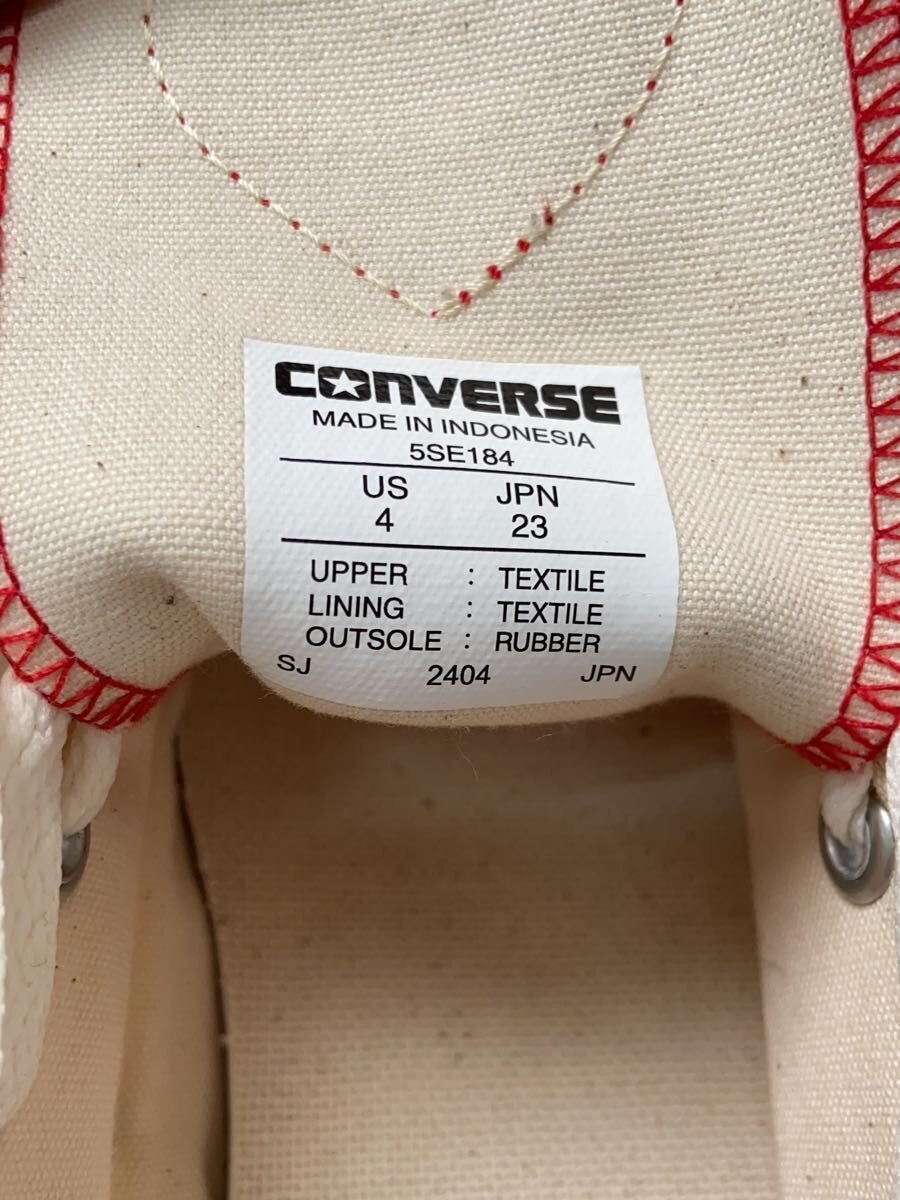 CONVERSE
MADE IN INDONESIA
5SE184
US JPN
4 23
UPPER : TEXTILE
LINING : TEXTILE
OUTSOLE : RUBBER
SJ 2404 JPN